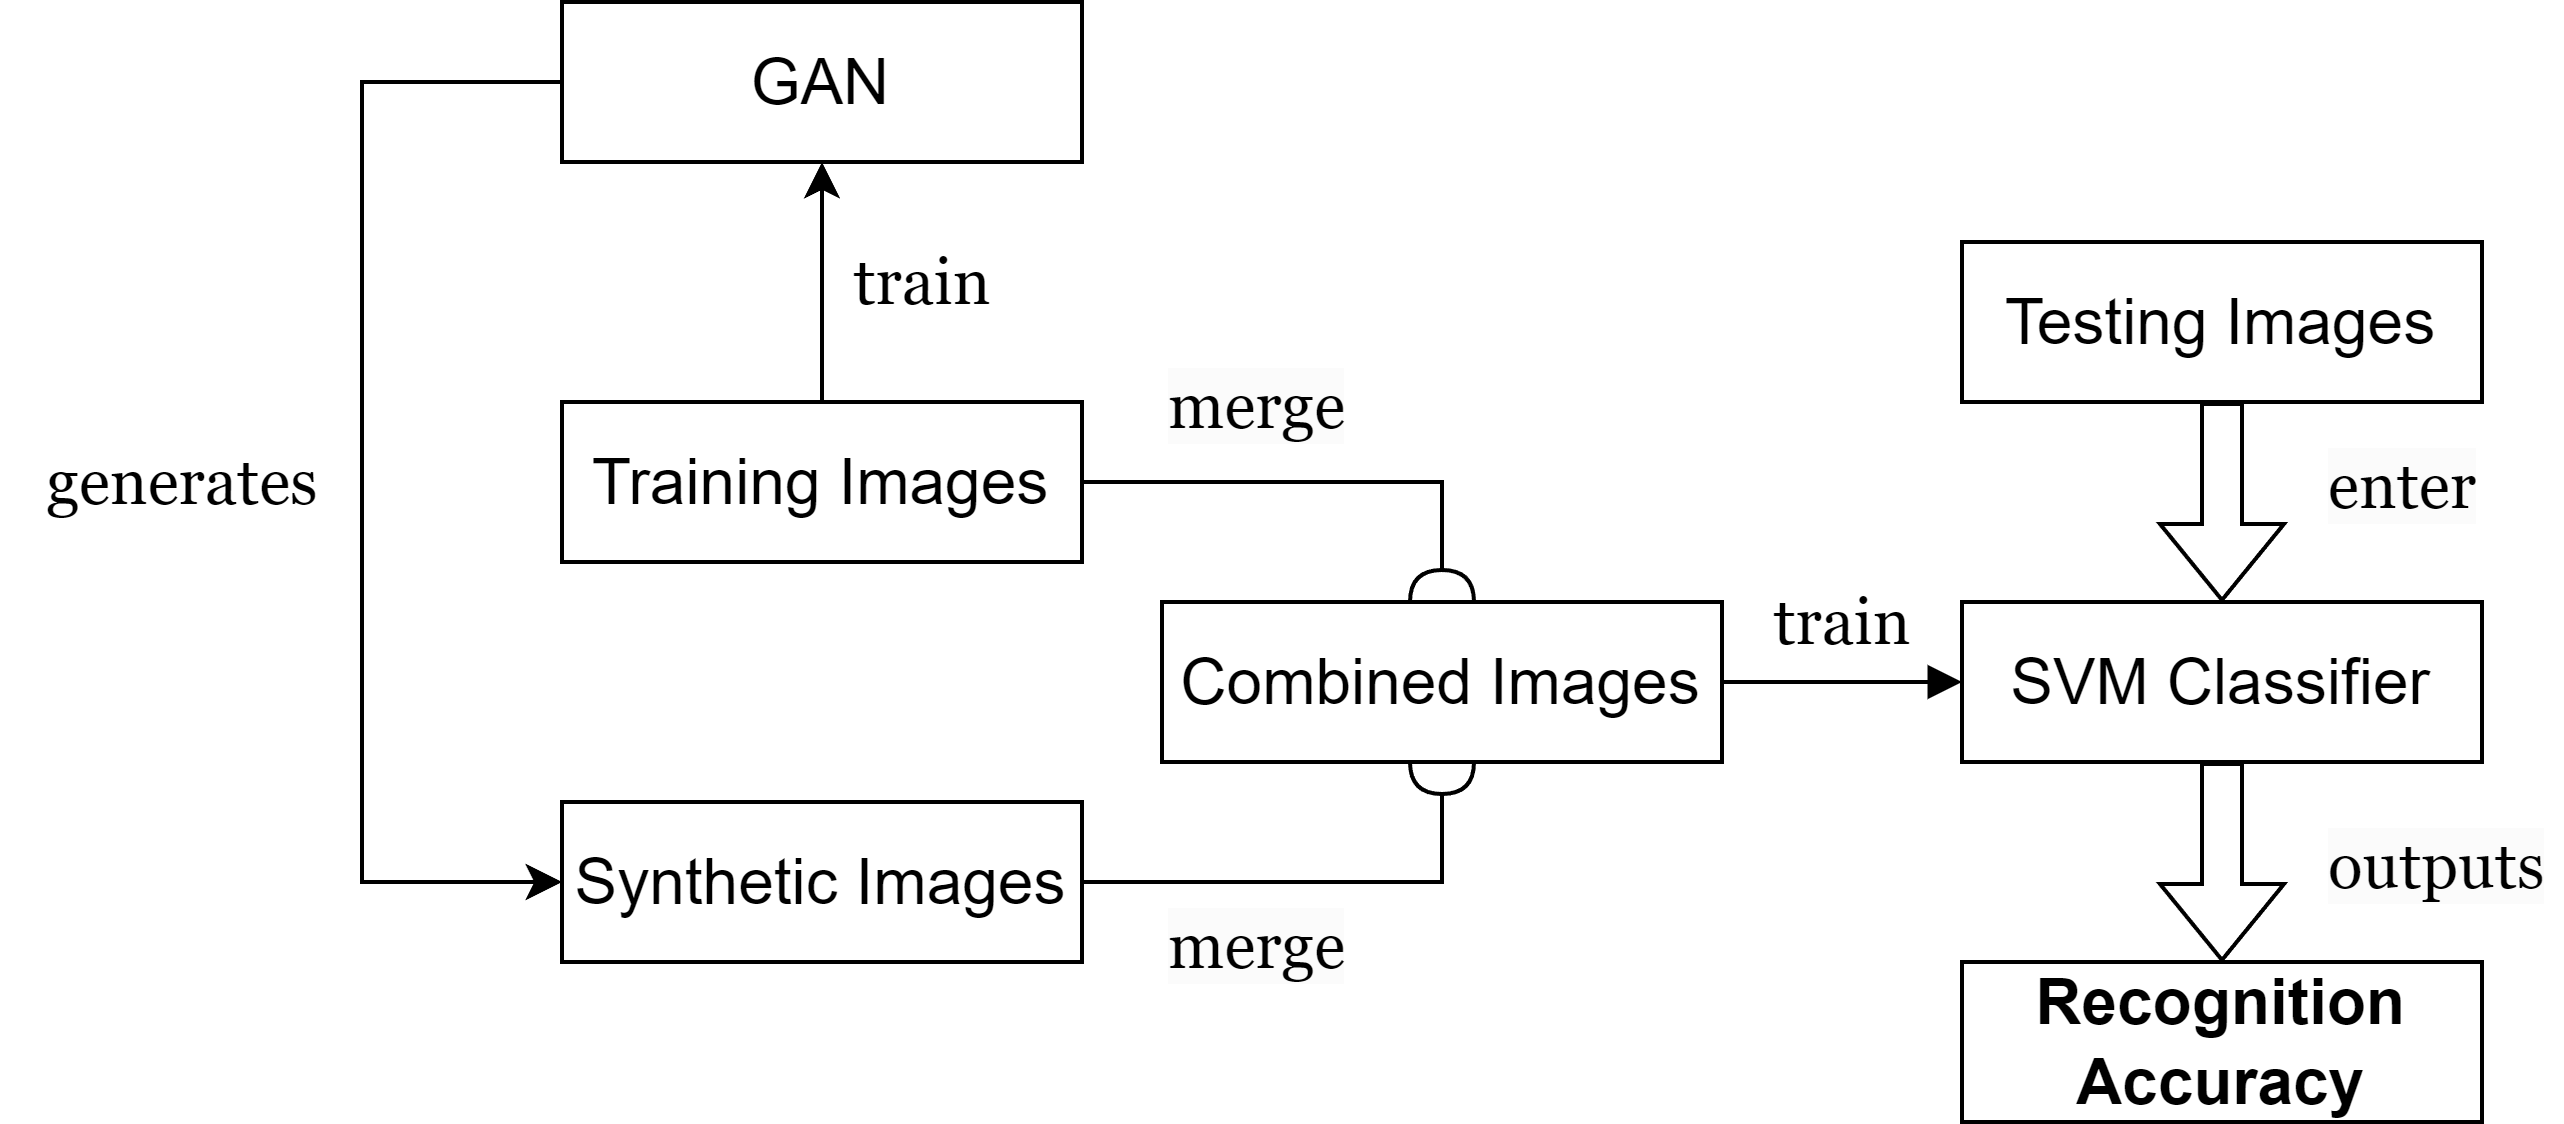 GAN
train
Testing Images
merge
generates
Training Images
enter
train
Combined Images
SVM Classifier
Synthetic Images
merge
outputs
Recognition
Accuracy